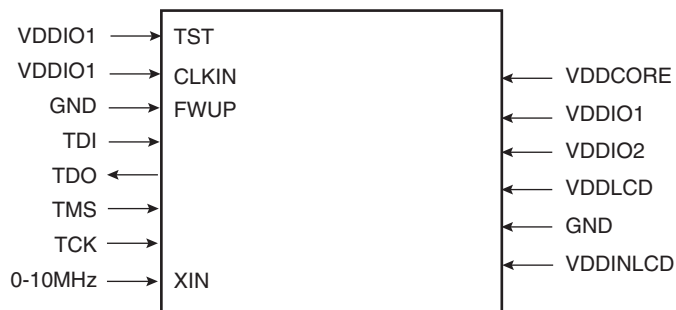 VDDIO1 TST
VDDIO1 CLKIN
GND FWUP
TDI
TDO
TMS
TCK
0-10MHz XIN
VDDCORE
VDDIO1
VDDIO2
VDDLCD
GND
VDDINLCD